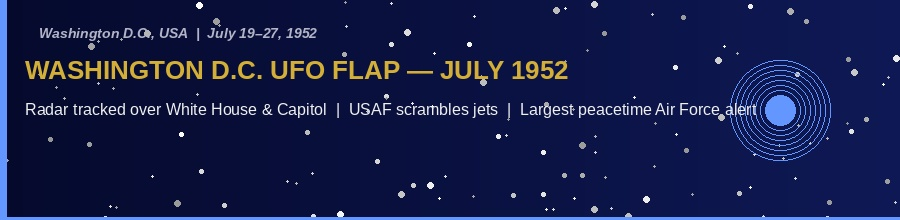 Washington D.C., USA | July 19–27, 1952
WASHINGTON D.C. UFO FLAP — JULY 1952
Radar tracked over White House & Capitol | USAF scrambles jets | Largest peacetime Air Force alert